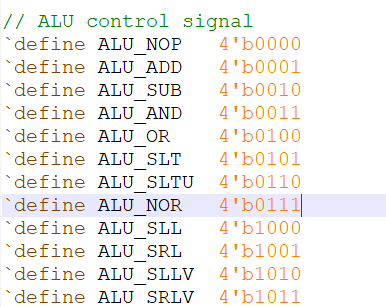 // ALU control signal
`define ALU_NOP 4'b0000
`define ALU_ADD 4'b0001
`define ALU_SUB 4'b0010
`define ALU_AND 4'b0011
`define ALU_OR 4'b0100
`define ALU_SLT 4'b0101
`define ALU_SLTU 4'b0110
`define ALU_NOR 4'b0111
`define ALU_SLL 4'b1000
`define ALU_SRL 4'b1001
`define ALU_SLLV 4'b1010
`define ALU_SRLV 4'b1011